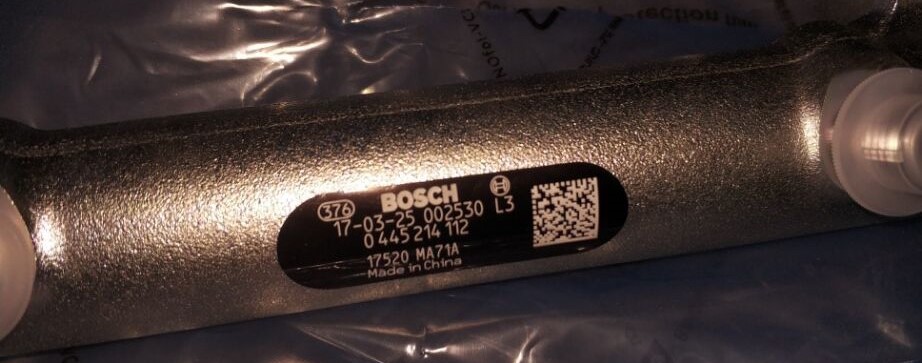 376 BOSCH
17-03-25 002530 L3
0 445 214 112
17520 MA71A
Made in China